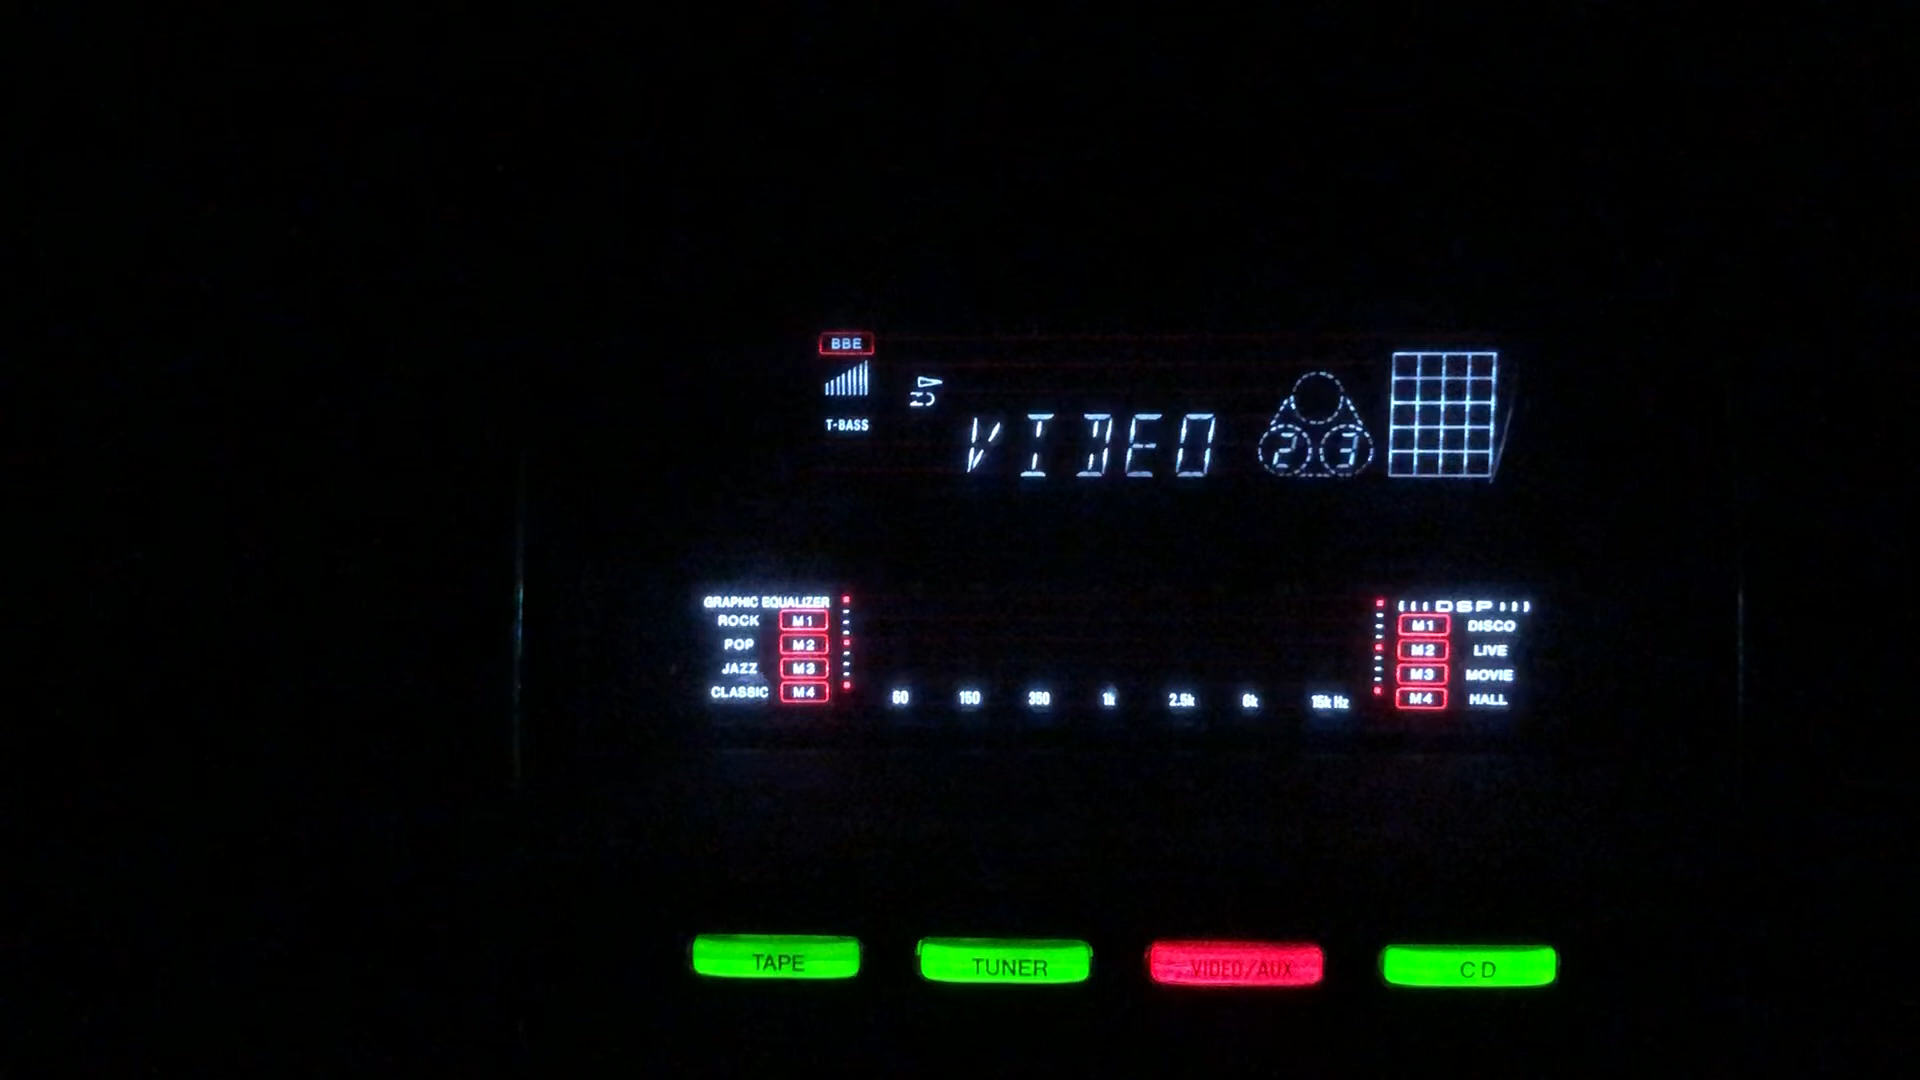 BBE
T-BASS
VIDEO
2 3
GRAPHIC EQUALIZER
ROCK M1
POP M2
JAZZ M3
CLASSIC M4
60 150 350 1k 2.5k 6k 15k Hz
DSP
M1 DISCO
M2 LIVE
M3 MOVIE
M4 HALL
TAPE TUNER VIDEO/AUX CD